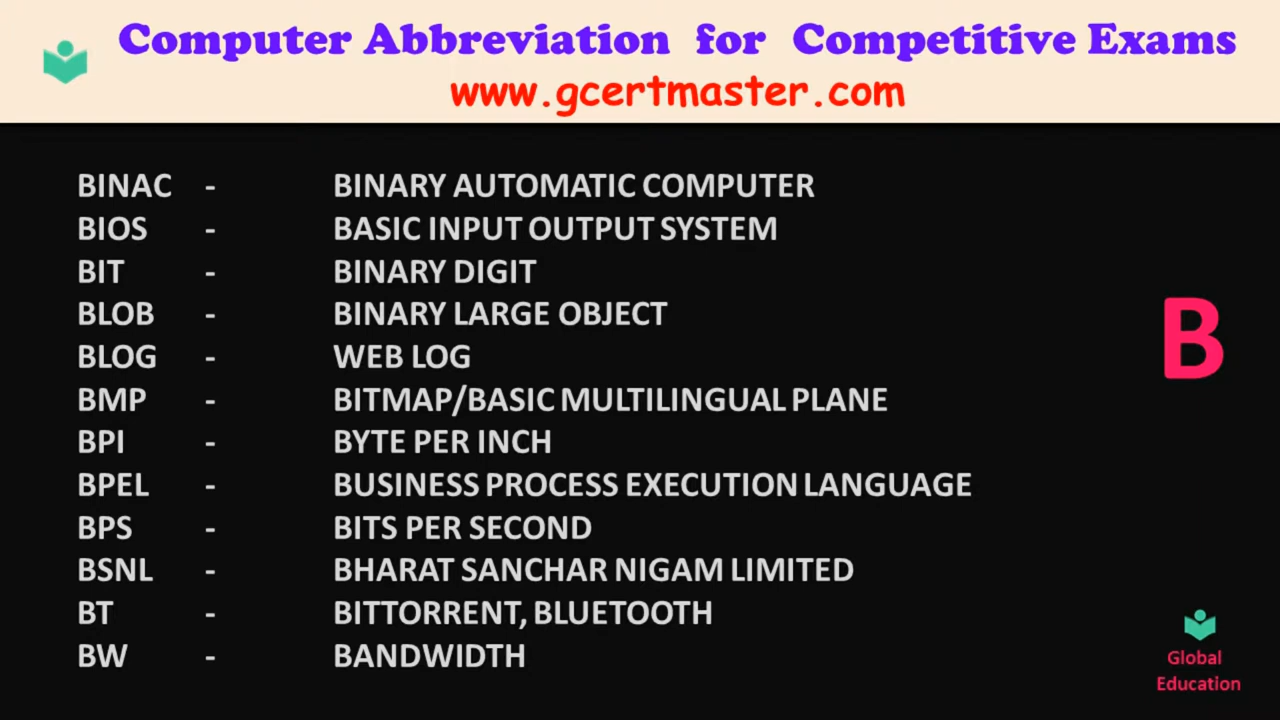 Computer Abbreviation for Competitive Exams
www.gcertmaster.com
BINAC - BINARY AUTOMATIC COMPUTER
BIOS - BASIC INPUT OUTPUT SYSTEM
BIT - BINARY DIGIT
BLOB - BINARY LARGE OBJECT
BLOG - WEB LOG
BMP - BITMAP/BASIC MULTILINGUAL PLANE
BPI - BYTE PER INCH
BPEL - BUSINESS PROCESS EXECUTION LANGUAGE
BPS - BITS PER SECOND
BSNL - BHARAT SANCHAR NIGAM LIMITED
BT - BITTORRENT, BLUETOOTH
BW - BANDWIDTH
B
Global
Education